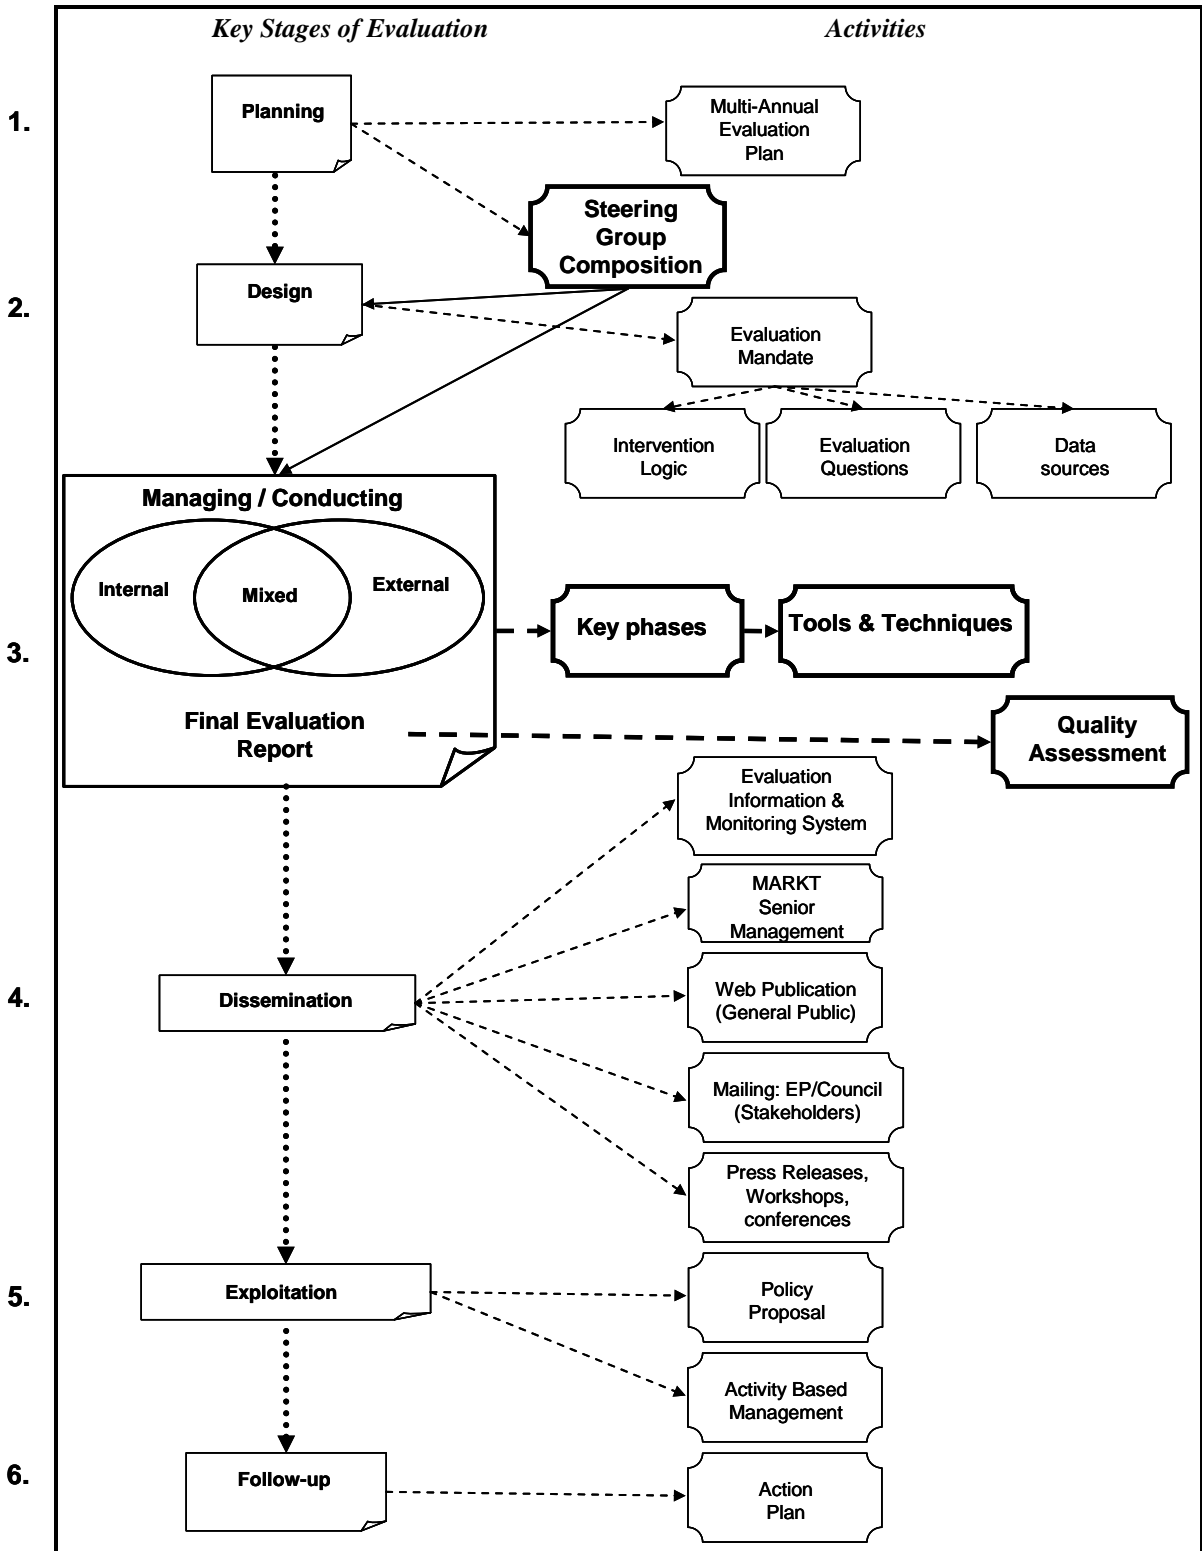 Key Stages of Evaluation
Activities
1.
Planning
Multi-Annual
Evaluation
Plan
Steering
Group
Composition
2.
Design
Evaluation
Mandate
Intervention
Logic
Evaluation
Questions
Data
sources
3.
Managing / Conducting
Internal
Mixed
External
Key phases
Tools & Techniques
Final Evaluation
Report
Quality
Assessment
Evaluation
Information &
Monitoring System
MARKT
Senior
Management
4.
Dissemination
Web Publication
(General Public)
Mailing: EP/Council
(Stakeholders)
Press Releases,
Workshops,
conferences
5.
Exploitation
Policy
Proposal
Activity Based
Management
6.
Follow-up
Action
Plan